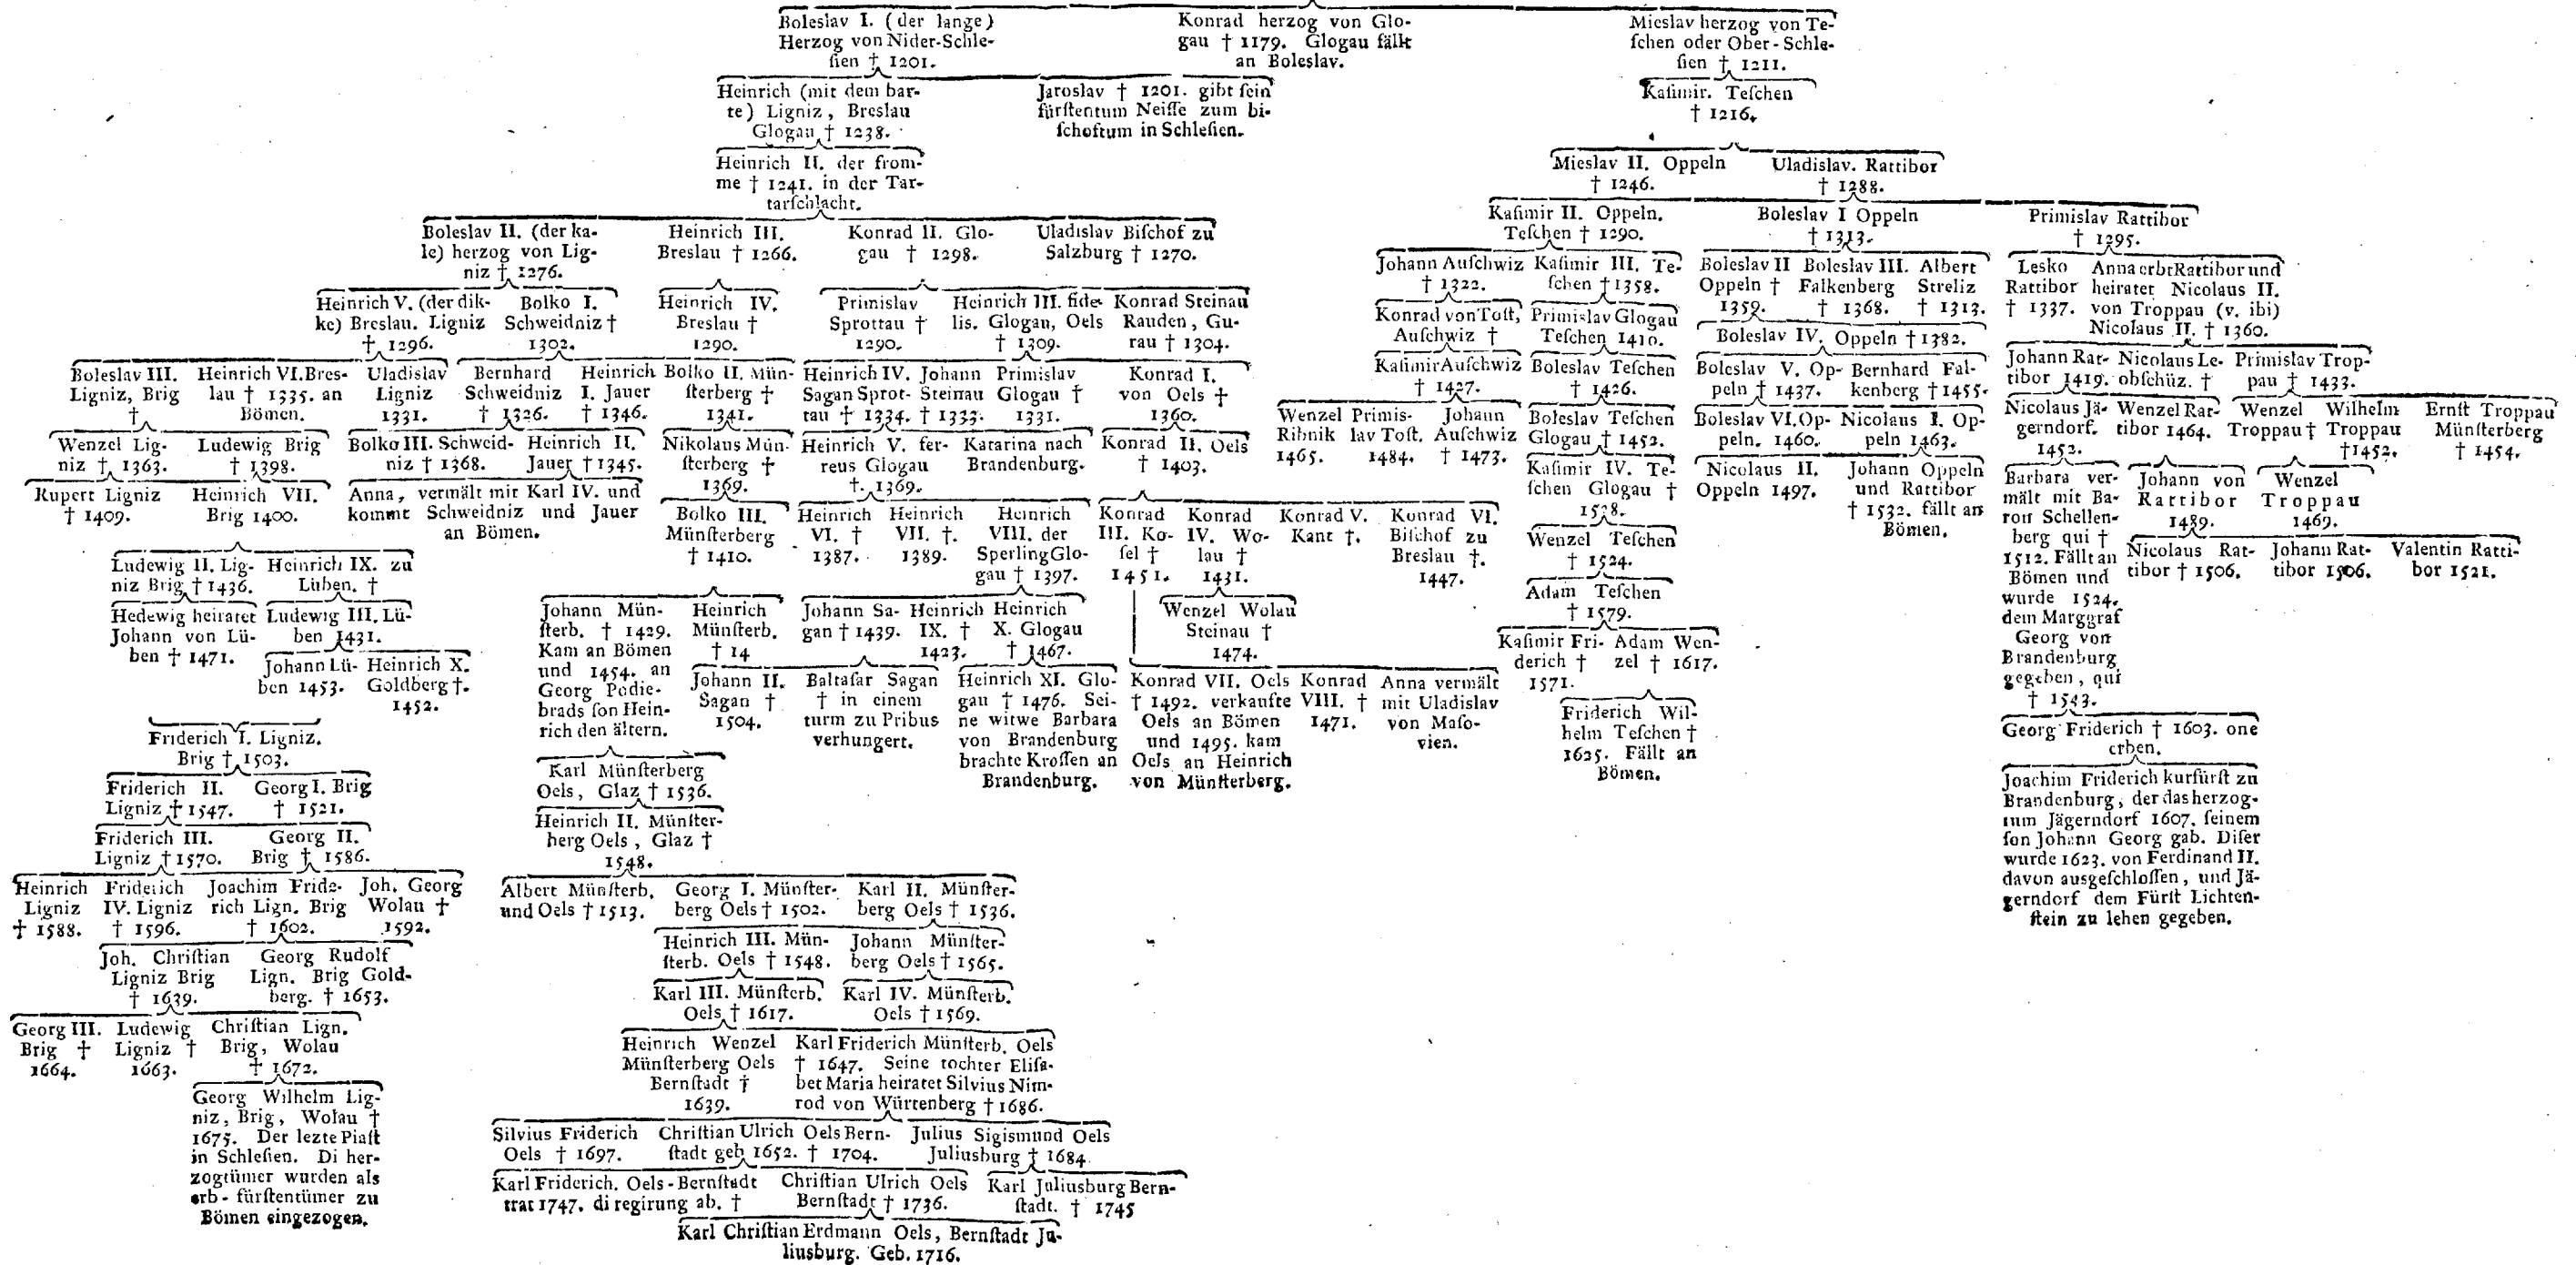 Boleslav I. (der lange)
Herzog von Nider-Schle-
ſien † 1201.
Konrad herzog von Glo-
gau † 1179. Glogau fällt
an Boleslav.
Mieslav herzog von Te-
ſchen oder Ober-Schle-
ſien † 1211.
Heinrich (mit dem bar-
te) Ligniz, Breslau
Glogau † 1238.
Jaroslav † 1201. gibt ſein
fürſtentum Neiſſe zum bi-
ſchoftum in Schleſien.
Kaſimir. Teſchen
† 1216.
Heinrich II. der from-
me † 1241. in der Tar-
tarſchlacht.
Mieslav II. Oppeln
† 1246.
Uladislav. Rattibor
† 1288.
Boleslav II. (der ka-
le) herzog von Lig-
niz † 1276.
Heinrich III.
Breslau † 1266.
Konrad II. Glo-
gau † 1298.
Uladislav Biſchof zu
Salzburg † 1270.
Kaſimir II. Oppeln.
Teſchen † 1290.
Boleslav I Oppeln
† 1313.
Primislav Rattibor
† 1295.
Heinrich V. (der dik-
ke) Breslau. Ligniz
† 1296.
Bolko I.
Schweidniz †
1302.
Heinrich IV.
Breslau †
1290.
Primislav
Sprottau †
1290.
Heinrich III. fide-
lis. Glogau, Oels
† 1309.
Konrad Steinau
Rauden, Gu-
rau † 1304.
Johann Auſchwiz
† 1322.
Kaſimir III. Te-
ſchen † 1358.
Boleslav II
Oppeln †
1359.
Boleslav III.
Falkenberg
† 1368.
Albert
Streliz
† 1313.
Lesko
Rattibor
† 1337.
Anna erbt Rattibor und
heiratet Nicolaus II.
von Troppau (v. ibi)
Nicolaus II. † 1360.
Konrad von Toſt,
Auſchwiz †
Primislav Glogau
Teſchen 1410.
Boleslav IV. Oppeln † 1382.
Boleslav III.
Ligniz, Brig
†
Heinrich VI. Bres-
lau † 1335. an
Bömen.
Uladislav
Ligniz
1331.
Bernhard
Schweidniz
† 1326.
Heinrich
I. Jauer
† 1346.
Bolko II. Mün-
ſterberg †
1341.
Heinrich IV.
Sagan Sprot-
tau † 1334.
Johann
Steinau
† 1333.
Primislav
Glogau †
1331.
Konrad I.
von Oels †
1360.
Kaſimir Auſchwiz
† 1427.
Boleslav Teſchen
† 1426.
Boleslav V. Op-
peln † 1437.
Bernhard Fal-
kenberg † 1455.
Johann Rat-
tibor 1419.
Nicolaus Le-
obſchüz. †
Primislav Trop-
pau † 1433.
Wenzel Lig-
niz † 1363.
Ludewig Brig
† 1398.
Bolko III. Schweid-
niz † 1368.
Heinrich II.
Jauer † 1345.
Nikolaus Mün-
ſterberg †
1369.
Heinrich V. fer-
reus Glogau
† 1369.
Kararina nach
Brandenburg.
Konrad II. Oels
† 1403.
Wenzel
Ribnik
1465.
Primis-
lav Toſt.
1484.
Johann
Auſchwiz
† 1473.
Boleslav Teſchen
Glogau † 1452.
Boleslav VI. Op-
peln. 1460.
Nicolaus I. Op-
peln 1463.
Nicolaus Jä-
gerndorf.
1452.
Wenzel Rat-
tibor 1464.
Wenzel
Troppau †
Wilhelm
Troppau
† 1452.
Ernſt Troppau
Münſterberg
† 1454.
Rupert Ligniz
† 1409.
Heinrich VII.
Brig 1400.
Anna, vermält mit Karl IV. und
kommt Schweidniz und Jauer
an Bömen.
Bolko III.
Münſterberg
† 1410.
Heinrich
VI. †
1387.
Heinrich
VII. †.
1389.
Heinrich
VIII. der
Sperling Glo-
gau † 1397.
Konrad
III. Ko-
ſel †
1451.
Konrad
IV. Wo-
lau †
1431.
Konrad V.
Kant †.
Konrad VI.
Biſchof zu
Breslau †.
1447.
Kaſimir IV. Te-
ſchen Glogau †
1528.
Nicolaus II.
Oppeln 1497.
Johann Oppeln
und Rattibor
† 1532. fällt an
Bömen.
Barbara ver-
mält mit Ba-
ron Schellen-
berg qui †
1512. Fällt an
Bömen und
wurde 1524.
dem Marggraf
Georg von
Brandenburg
gegeben, qui
† 1543.
Johann von
Rattibor
1489.
Wenzel
Troppau
1469.
Ludewig II. Lig-
niz Brig † 1436.
Heinrich IX. zu
Lüben. †
Wenzel Teſchen
† 1524.
Nicolaus Rat-
tibor † 1506.
Johann Rat-
tibor 1506.
Valentin Ratti-
bor 1521.
Hedewig heiratet
Johann von Lü-
ben † 1471.
Ludewig III. Lü-
ben 1431.
Johann Mün-
ſterb. † 1429.
Kam an Bömen
und 1454. an
Georg Podie-
brads ſon Hein-
rich den ältern.
Heinrich
Münſterb.
† 14
Johann Sa-
gan † 1439.
Heinrich
IX. †
1423.
Heinrich
X. Glogau
† 1467.
Wenzel Wolau
Steinau †
1474.
Adam Teſchen
† 1579.
Johann Lü-
ben 1453.
Heinrich X.
Goldberg †.
1452.
Johann II.
Sagan †
1504.
Baltaſar Sagan
† in einem
turm zu Pribus
verhungert.
Heinrich XI. Glo-
gau † 1476. Sei-
ne witwe Barbara
von Brandenburg
brachte Kroſſen an
Brandenburg.
Konrad VII. Oels
† 1492. verkaufte
Oels an Bömen
und 1495. kam
Oels an Heinrich
von Münſterberg.
Konrad
VIII. †
1471.
Anna vermält
mit Uladislav
von Maſo-
vien.
Kaſimir Fri-
derich †
1571.
Adam Wen-
zel † 1617.
Friderich Wil-
helm Teſchen †
1625. Fällt an
Bömen.
Friderich I. Ligniz.
Brig † 1503.
Georg Friderich † 1603. one
erben.
Karl Münſterberg
Oels, Glaz † 1536.
Friderich II.
Ligniz † 1547.
Georg I. Brig
† 1521.
Joachim Friderich kurfürſt zu
Brandenburg, der das herzog-
tum Jägerndorf 1607. ſeinem
ſon Johann Georg gab. Diſer
wurde 1623. von Ferdinand II.
davon ausgeſchloſſen, und Jä-
gerndorf dem Fürſt Lichten-
ſtein zu lehen gegeben.
Heinrich II. Münſter-
berg Oels, Glaz †
1548.
Friderich III.
Ligniz † 1570.
Georg II.
Brig † 1586.
Heinrich
Ligniz
† 1588.
Friderich
IV. Ligniz
† 1596.
Joachim Fride-
rich Lign. Brig
† 1602.
Joh. Georg
Wolau †
1592.
Albert Münſterb.
und Oels † 1513.
Georg I. Münſter-
berg Oels † 1502.
Karl II. Münſter-
berg Oels † 1536.
Joh. Chriſtian
Ligniz Brig
† 1639.
Georg Rudolf
Lign. Brig Gold-
berg. † 1653.
Heinrich III. Mün-
ſterb. Oels † 1548.
Johann Münſter-
berg Oels † 1565.
Karl III. Münſterb.
Oels † 1617.
Karl IV. Münſterb.
Oels † 1569.
Georg III.
Brig †
1664.
Ludewig
Ligniz †
1663.
Chriſtian Lign.
Brig, Wolau
† 1672.
Heinrich Wenzel
Münſterberg Oels
Bernſtadt †
1639.
Karl Friderich Münſterb. Oels
† 1647. Seine tochter Eliſa-
bet Maria heiratet Silvius Nim-
rod von Würtenberg † 1686.
Georg Wilhelm Lig-
niz, Brig, Wolau †
1675. Der lezte Piaſt
in Schleſien. Di her-
zogtümer wurden als
erb-fürſtentümer zu
Bömen eingezogen.
Silvius Friderich
Oels † 1697.
Chriſtian Ulrich Oels Bern-
ſtadt geb. 1652. † 1704.
Julius Sigismund Oels
Juliusburg † 1684.
Karl Friderich. Oels-Bernſtadt
trat 1747. di regirung ab. †
Chriſtian Ulrich Oels
Bernſtadt † 1736.
Karl Juliusburg Bern-
ſtadt. † 1745
Karl Chriſtian Erdmann Oels, Bernſtadt Ju-
liusburg. Geb. 1716.